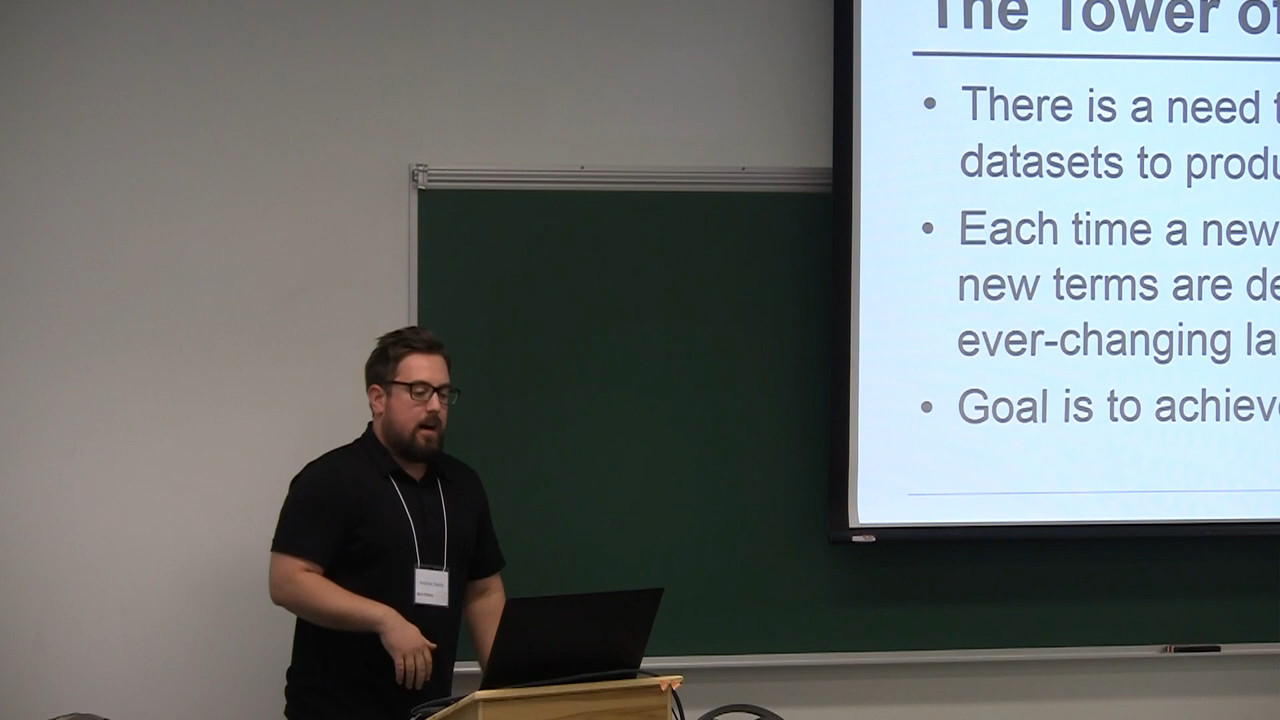 The Tower of
• There is a need
datasets to produ
• Each time a new
new terms are de
ever-changing la
• Goal is to achiev